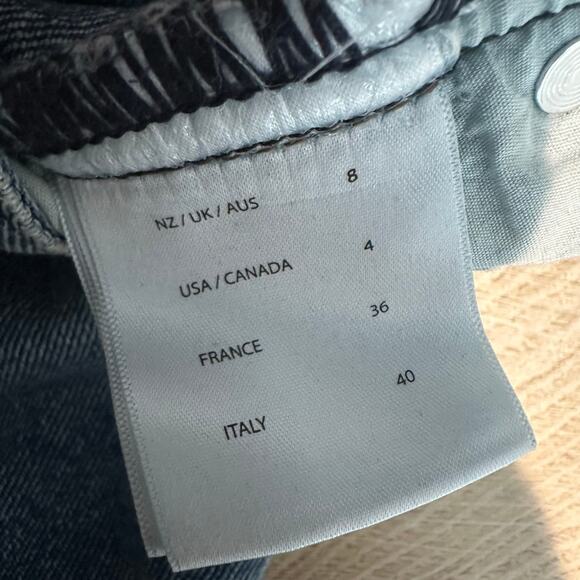 NZ / UK / AUS 8
USA / CANADA 4
FRANCE 36
ITALY 40